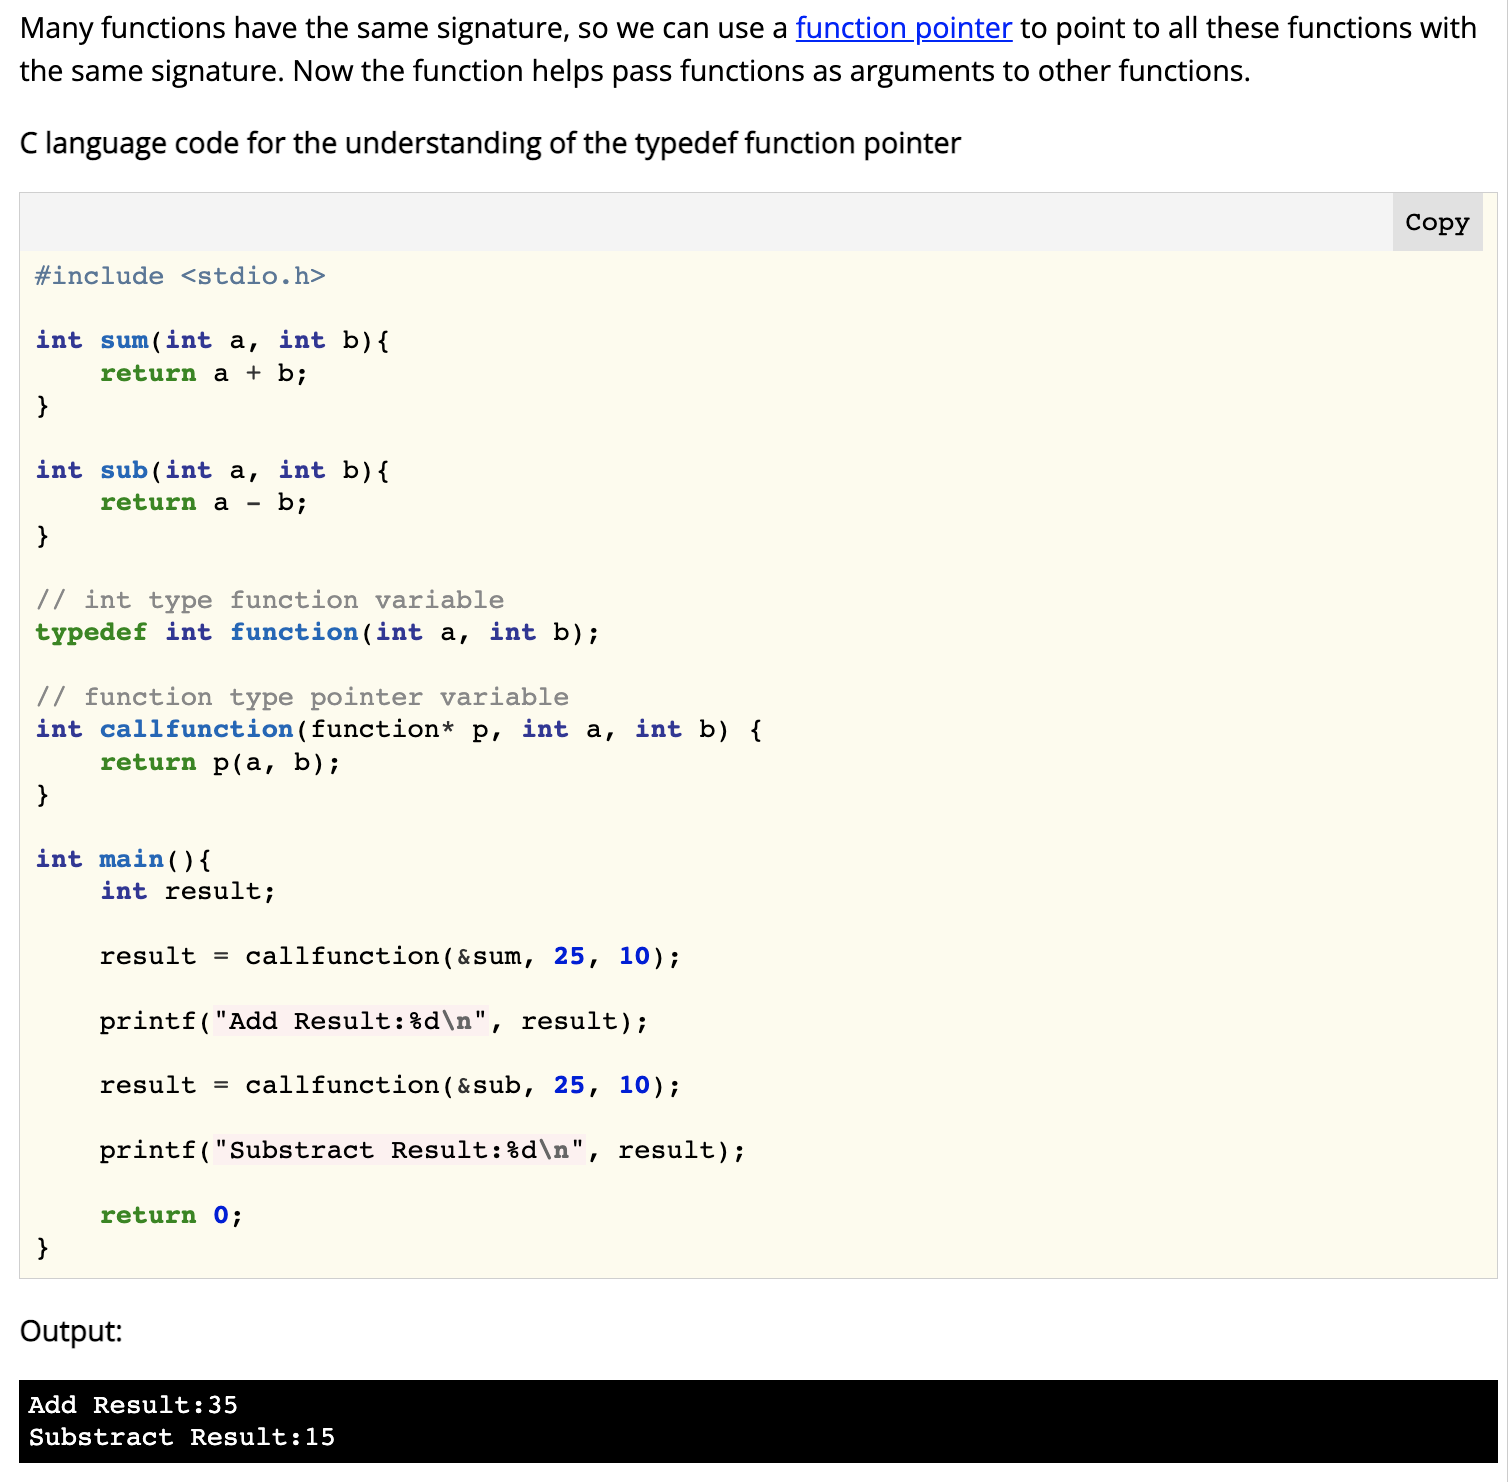 Many functions have the same signature, so we can use a function pointer to point to all these functions with
the same signature. Now the function helps pass functions as arguments to other functions.
C language code for the understanding of the typedef function pointer
Copy
#include <stdio.h>
int sum(int a, int b){
    return a + b;
}
int sub(int a, int b){
    return a - b;
}
// int type function variable
typedef int function(int a, int b);
// function type pointer variable
int callfunction(function* p, int a, int b) {
    return p(a, b);
}
int main(){
    int result;
    result = callfunction(&sum, 25, 10);
    printf("Add Result:%d\n", result);
    result = callfunction(&sub, 25, 10);
    printf("Substract Result:%d\n", result);
    return 0;
}
Output:
Add Result:35
Substract Result:15